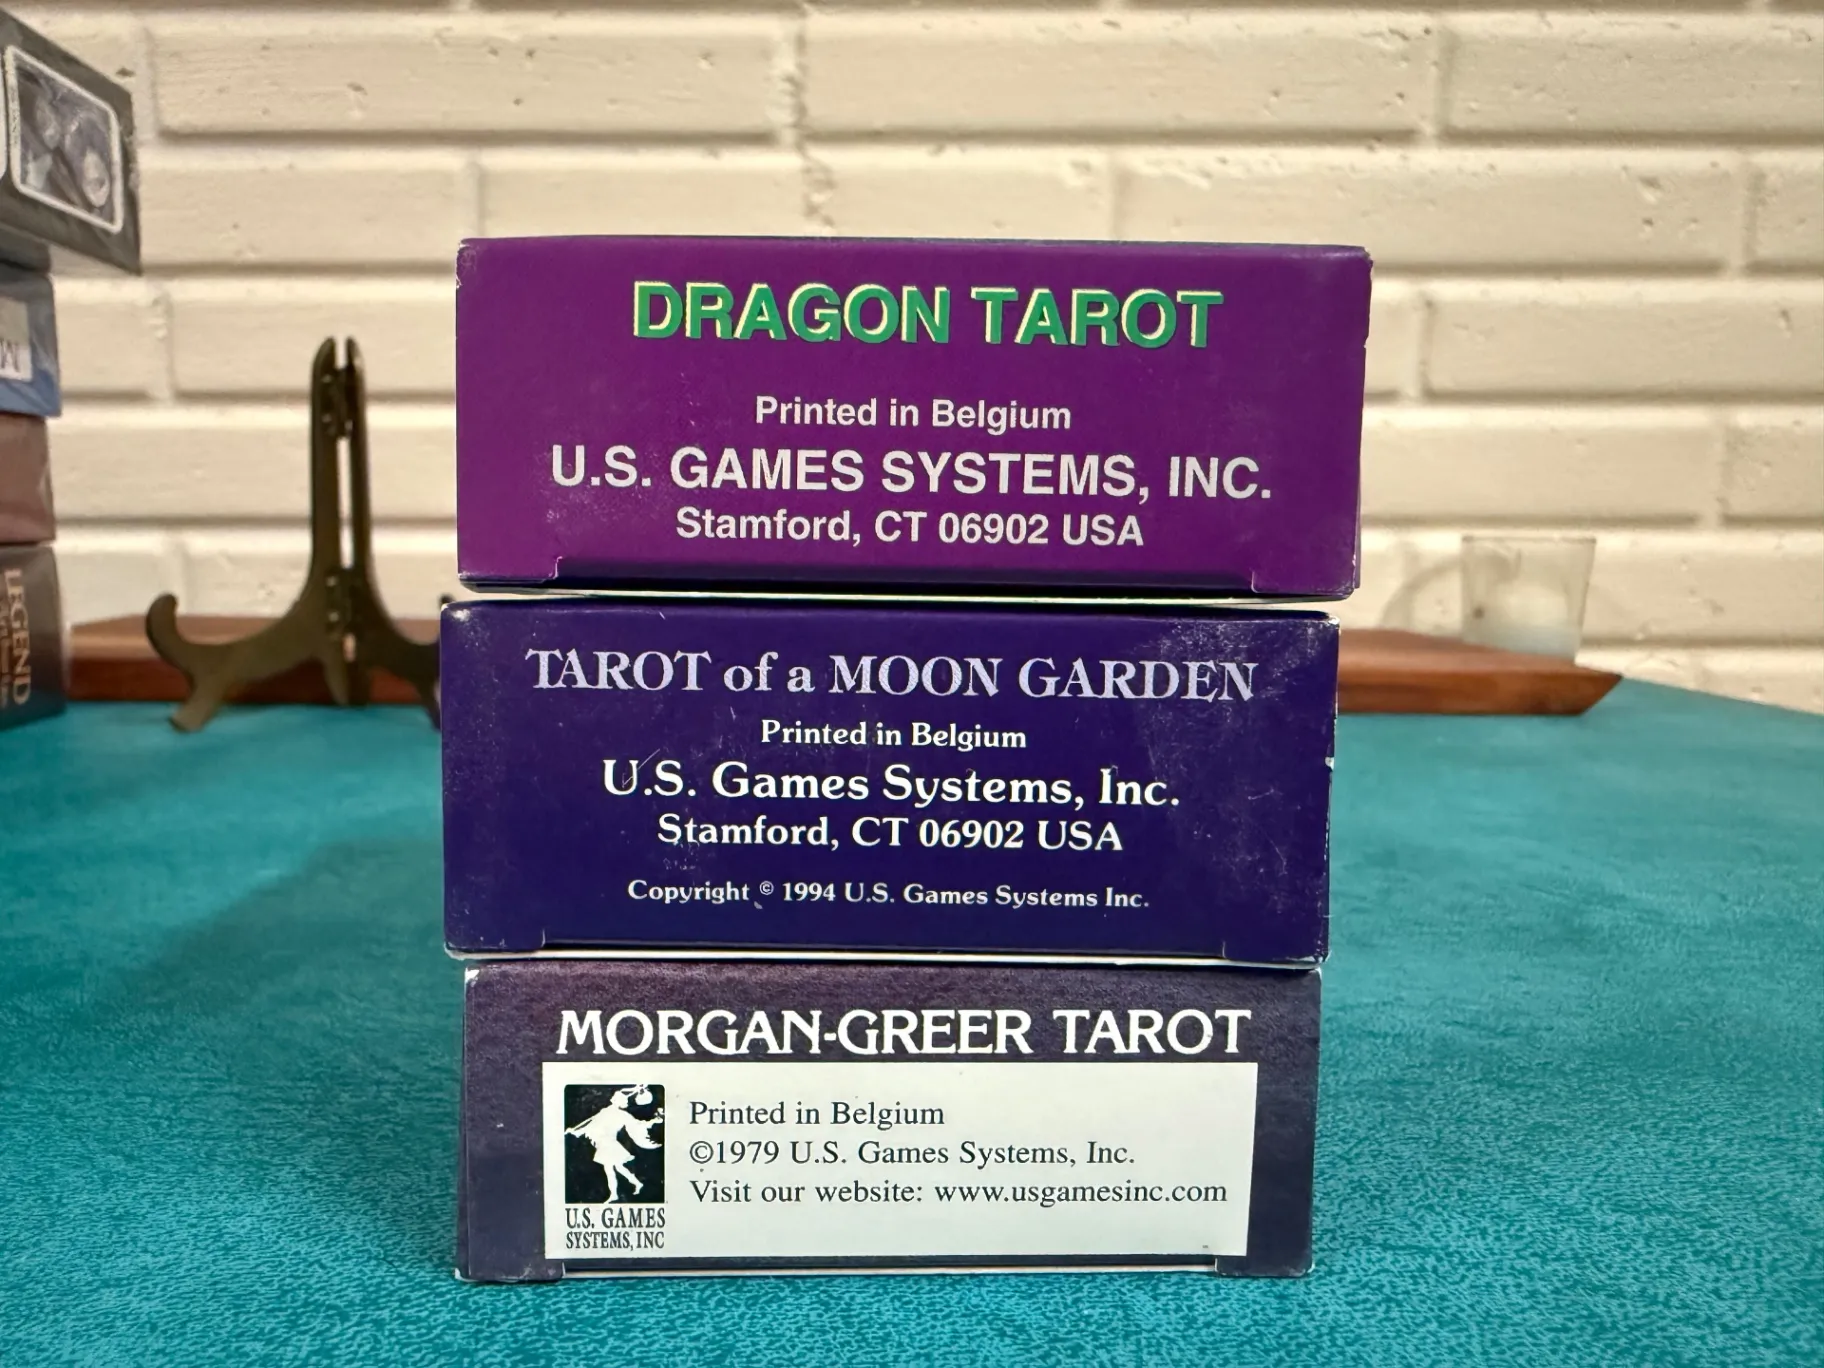 DRAGON TAROT
Printed in Belgium
U.S. GAMES SYSTEMS, INC.
Stamford, CT 06902 USA
TAROT of a MOON GARDEN
Printed in Belgium
U.S. Games Systems, Inc.
Stamford, CT 06902 USA
Copyright © 1994 U.S. Games Systems Inc.
MORGAN-GREER TAROT
Printed in Belgium
©1979 U.S. Games Systems, Inc.
Visit our website: www.usgamesinc.com
U.S. GAMES
SYSTEMS, INC
M
LEGEND